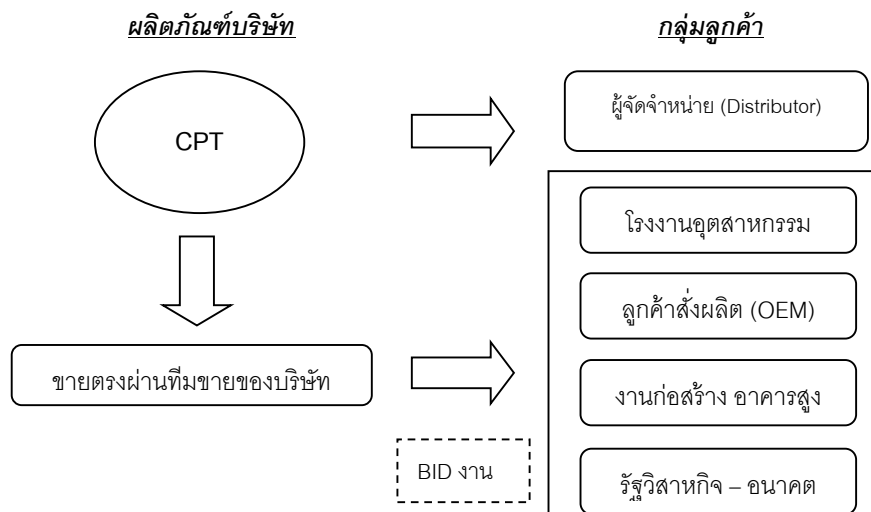 ผลิตภัณฑ์บริษัท
กลุ่มลูกค้า
CPT
ผู้จัดจำหน่าย (Distributor)
โรงงานอุตสาหกรรม
ลูกค้าสั่งผลิต (OEM)
ขายตรงผ่านทีมขายของบริษัท
งานก่อสร้าง อาคารสูง
BID งาน
รัฐวิสาหกิจ – อนาคต